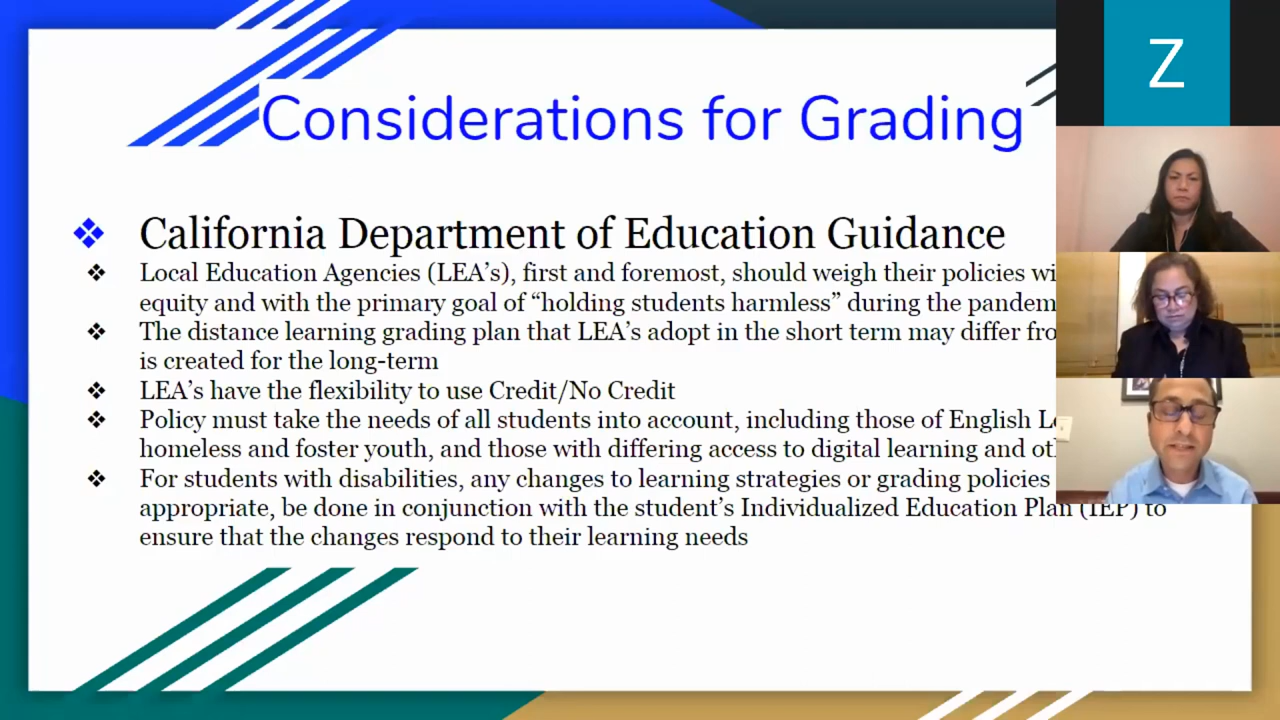 Z
Considerations for Grading
California Department of Education Guidance
Local Education Agencies (LEA's), first and foremost, should weigh their policies
equity and with the primary goal of “holding students harmless” during the
The distance learning grading plan that LEA's adopt in the short term may differ
is created for the long-term
LEA's have the flexibility to use Credit/No Credit
Policy must take the needs of all students into account, including those of English
homeless and foster youth, and those with differing access to digital learning and
For students with disabilities, any changes to learning strategies or grading policies
appropriate, be done in conjunction with the student's Individualized Education Plan (IEP) to
ensure that the changes respond to their learning needs